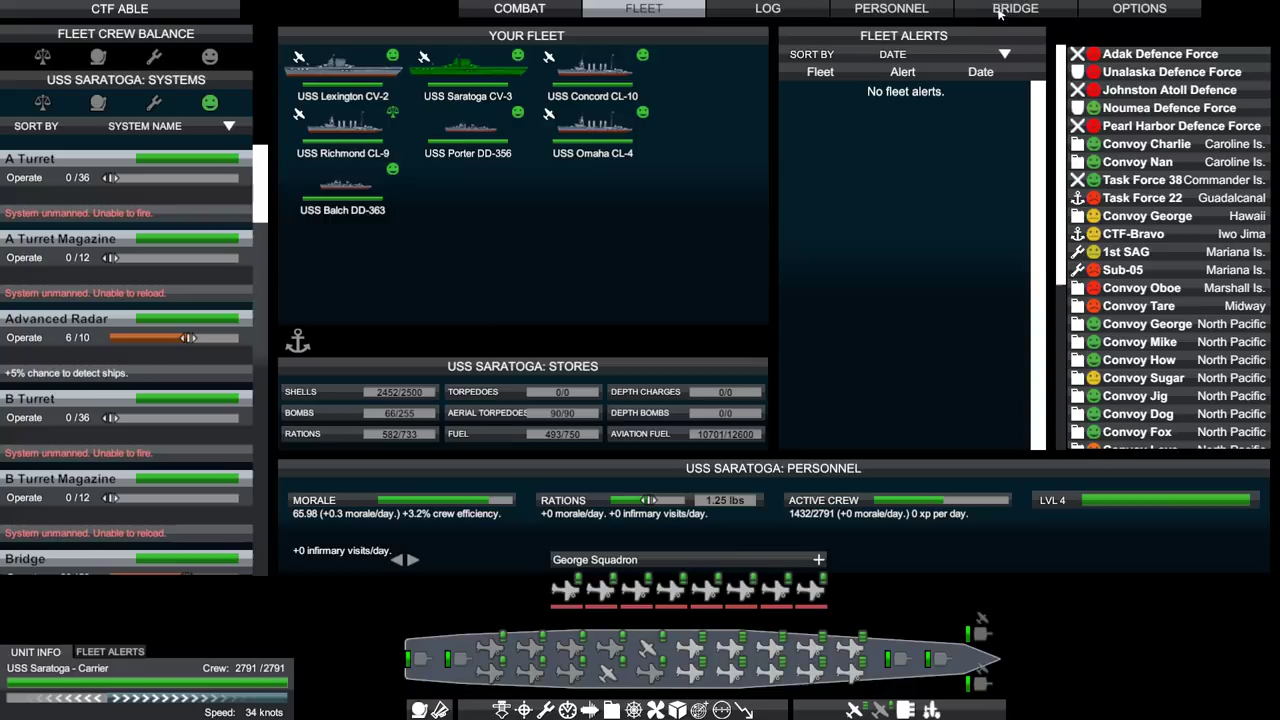 CTF ABLE
COMBAT
FLEET
LOG
PERSONNEL
BRIDGE
OPTIONS
FLEET CREW BALANCE
USS SARATOGA: SYSTEMS
SORT BY SYSTEM NAME
A Turret
Operate 0/36
System unmanned. Unable to fire.
A Turret Magazine
Operate 0/12
System unmanned. Unable to reload.
Advanced Radar
Operate 6/10
+5% chance to detect ships.
B Turret
Operate 0/36
System unmanned. Unable to fire.
B Turret Magazine
Operate 0/12
System unmanned. Unable to reload.
Bridge
YOUR FLEET
USS Lexington CV-2
USS Saratoga CV-3
USS Concord CL-10
USS Richmond CL-9
USS Porter DD-356
USS Omaha CL-4
USS Balch DD-363
FLEET ALERTS
SORT BY DATE
Fleet Alert Date
No fleet alerts.
Adak Defence Force
Unalaska Defence Force
Johnston Atoll Defence
Noumea Defence Force
Pearl Harbor Defence Force
Convoy Charlie Caroline Is.
Convoy Nan Caroline Is.
Task Force 38 Commander Is.
Task Force 22 Guadalcanal
Convoy George Hawaii
CTF-Bravo Iwo Jima
1st SAG Mariana Is.
Sub-05 Mariana Is.
Convoy Oboe Marshall Is.
Convoy Tare Midway
Convoy George North Pacific
Convoy Mike North Pacific
Convoy How North Pacific
Convoy Sugar North Pacific
Convoy Jig North Pacific
Convoy Dog North Pacific
Convoy Fox North Pacific
USS SARATOGA: STORES
SHELLS 2452/2500 TORPEDOES 0/0 DEPTH CHARGES 0/0
BOMBS 66/255 AERIAL TORPEDOES 90/90 DEPTH BOMBS 0/0
RATIONS 582/733 FUEL 493/750 AVIATION FUEL 10701/12600
USS SARATOGA: PERSONNEL
MORALE
65.98 (+0.3 morale/day.) +3.2% crew efficiency.
RATIONS 1.25 lbs
+0 morale/day. +0 infirmary visits/day.
ACTIVE CREW
1432/2791 (+0 morale/day.) 0 xp per day.
LVL 4
+0 infirmary visits/day.
George Squadron +
UNIT INFO FLEET ALERTS
USS Saratoga - Carrier Crew: 2791 /2791
Speed: 34 knots